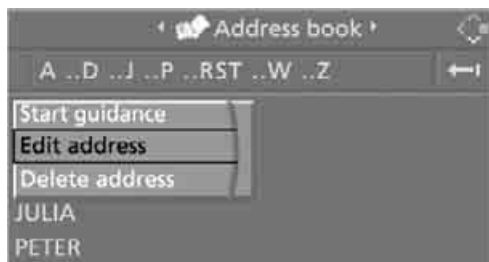 Address book
A ..D ..J ..P ..RST ..W ..Z
Start guidance
Edit address
Delete address
JULIA
PETER